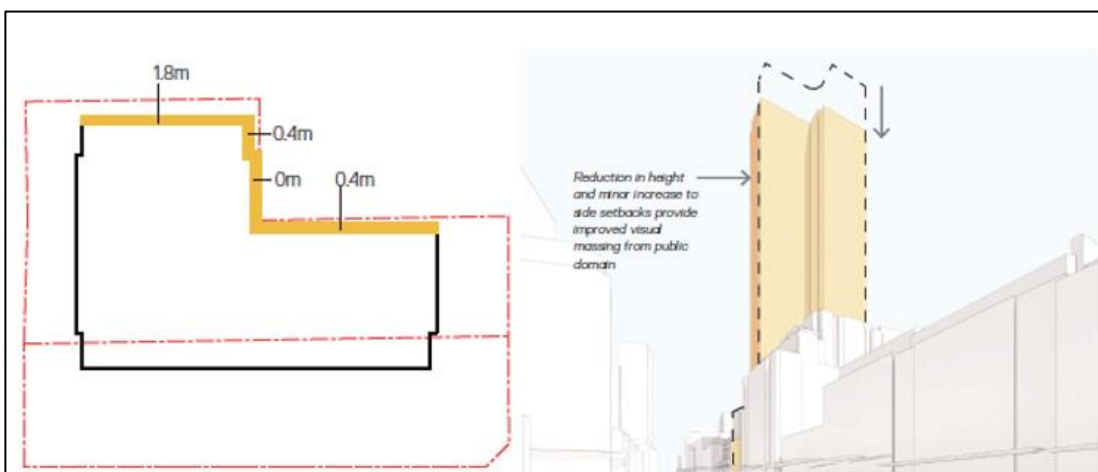 1.8m
0.4m
0m
0.4m
Reduction in height
and minor increase to
side setbacks provide
improved visual
massing from public
domain